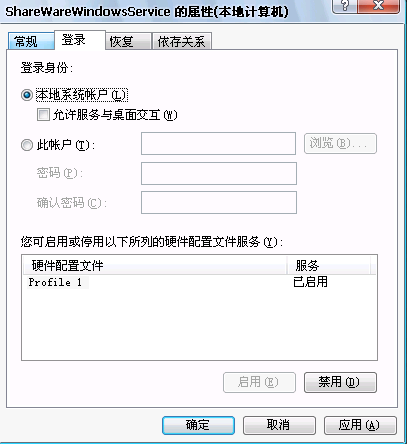 ShareWareWindowsService 的属性(本地计算机)
常规 登录 恢复 依存关系
登录身份:
本地系统帐户(L)
允许服务与桌面交互(W)
此帐户(T): 浏览(B)...
密码(P):
确认密码(C):
您可启用或停用以下所列的硬件配置文件服务(Y):
硬件配置文件 服务
Profile 1 已启用
启用(E) 禁用(D)
确定 取消 应用(A)